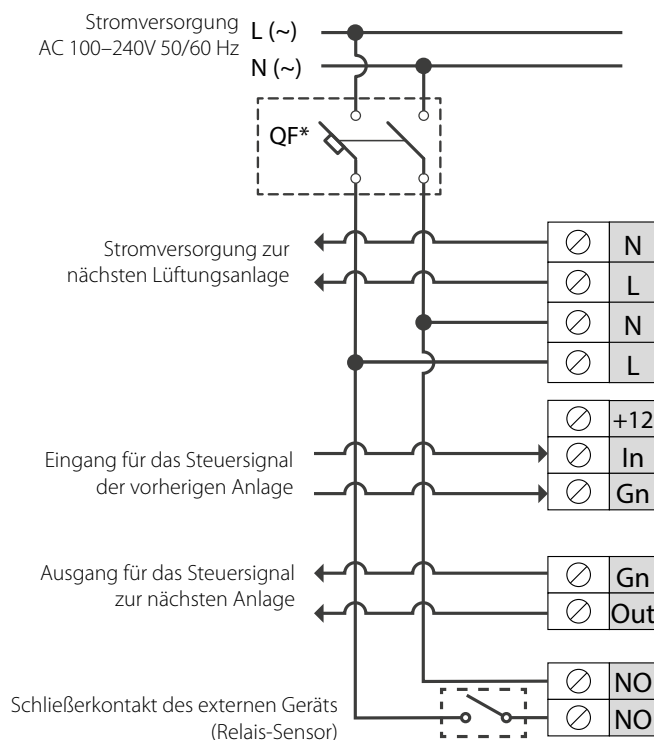 Stromversorgung
AC 100–240V 50/60 Hz
L (~)
N (~)
QF*
Stromversorgung zur
nächsten Lüftungsanlage
N
L
N
L
+12
Eingang für das Steuersignal
der vorherigen Anlage
In
Gn
Ausgang für das Steuersignal
zur nächsten Anlage
Gn
Out
Schließerkontakt des externen Geräts
(Relais-Sensor)
NO
NO